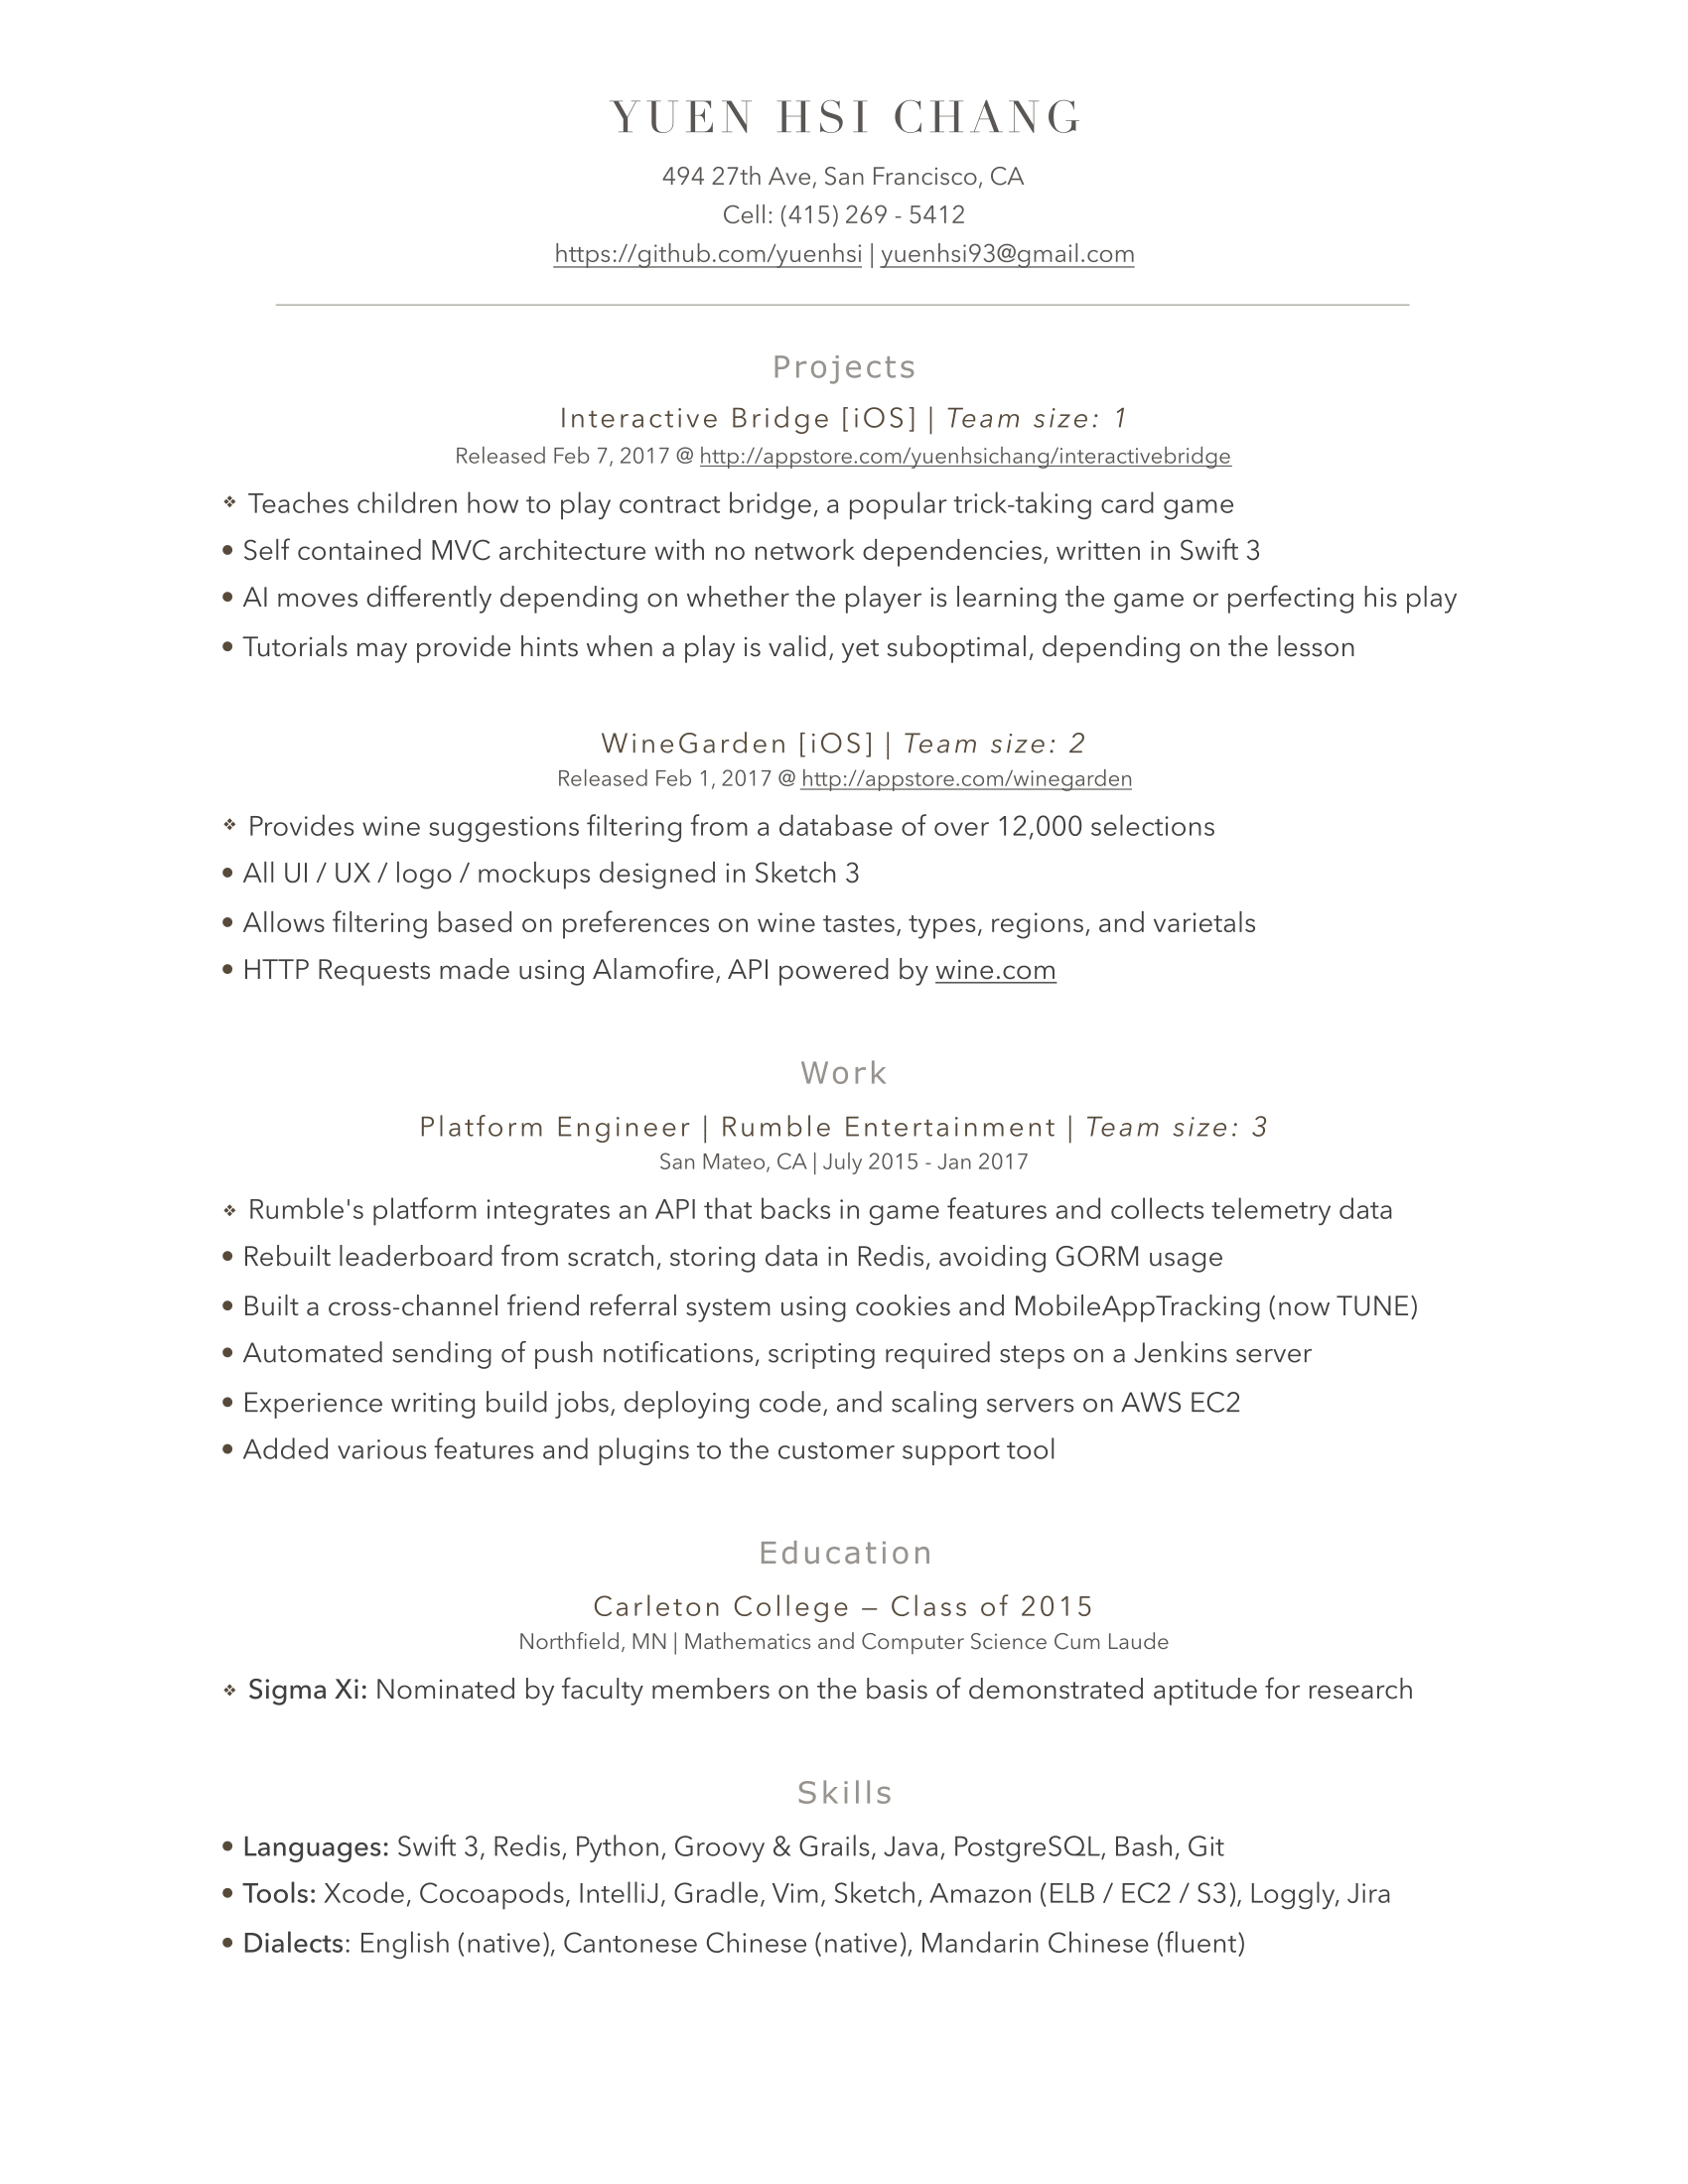 YUEN HSI CHANG
494 27th Ave, San Francisco, CA
Cell: (415) 269 - 5412
https://github.com/yuenhsi | yuenhsi93@gmail.com
Projects
Interactive Bridge [iOS] | Team size: 1
Released Feb 7, 2017 @ http://appstore.com/yuenhsichang/interactivebridge
❖ Teaches children how to play contract bridge, a popular trick-taking card game
• Self contained MVC architecture with no network dependencies, written in Swift 3
• AI moves differently depending on whether the player is learning the game or perfecting his play
• Tutorials may provide hints when a play is valid, yet suboptimal, depending on the lesson
WineGarden [iOS] | Team size: 2
Released Feb 1, 2017 @ http://appstore.com/winegarden
❖ Provides wine suggestions filtering from a database of over 12,000 selections
• All UI / UX / logo / mockups designed in Sketch 3
• Allows filtering based on preferences on wine tastes, types, regions, and varietals
• HTTP Requests made using Alamofire, API powered by wine.com
Work
Platform Engineer | Rumble Entertainment | Team size: 3
San Mateo, CA | July 2015 - Jan 2017
❖ Rumble's platform integrates an API that backs in game features and collects telemetry data
• Rebuilt leaderboard from scratch, storing data in Redis, avoiding GORM usage
• Built a cross-channel friend referral system using cookies and MobileAppTracking (now TUNE)
• Automated sending of push notifications, scripting required steps on a Jenkins server
• Experience writing build jobs, deploying code, and scaling servers on AWS EC2
• Added various features and plugins to the customer support tool
Education
Carleton College – Class of 2015
Northfield, MN | Mathematics and Computer Science Cum Laude
❖ Sigma Xi: Nominated by faculty members on the basis of demonstrated aptitude for research
Skills
• Languages: Swift 3, Redis, Python, Groovy & Grails, Java, PostgreSQL, Bash, Git
• Tools: Xcode, Cocoapods, IntelliJ, Gradle, Vim, Sketch, Amazon (ELB / EC2 / S3), Loggly, Jira
• Dialects: English (native), Cantonese Chinese (native), Mandarin Chinese (fluent)